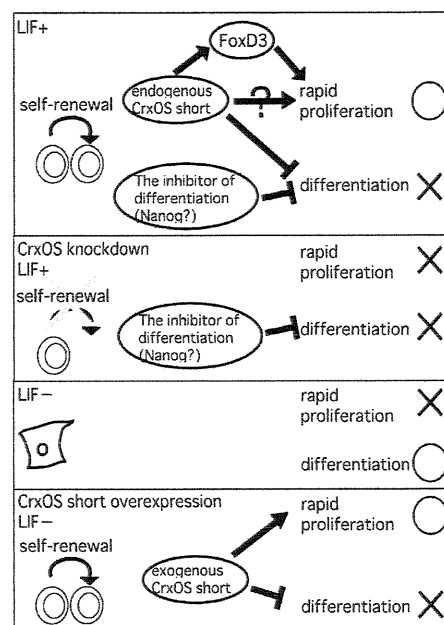 LIF+
FoxD3
self-renewal
endogenous
CrxOS short
rapid
proliferation
The inhibitor of
differentiation
(Nanog?)
differentiation
CrxOS knockdown
LIF+
self-renewal
The inhibitor of
differentiation
(Nanog?)
rapid
proliferation
differentiation
LIF−
rapid
proliferation
differentiation
CrxOS short overexpression
LIF−
self-renewal
exogenous
CrxOS short
rapid
proliferation
differentiation